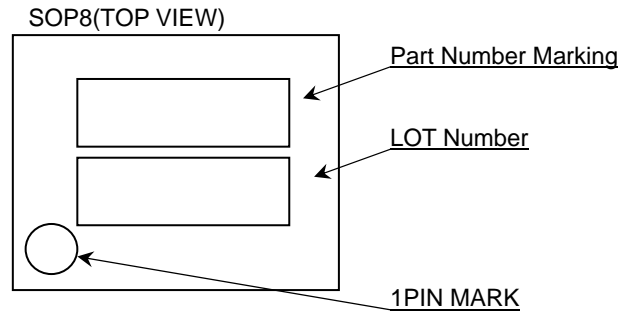 SOP8(TOP VIEW)
Part Number Marking
LOT Number
1PIN MARK